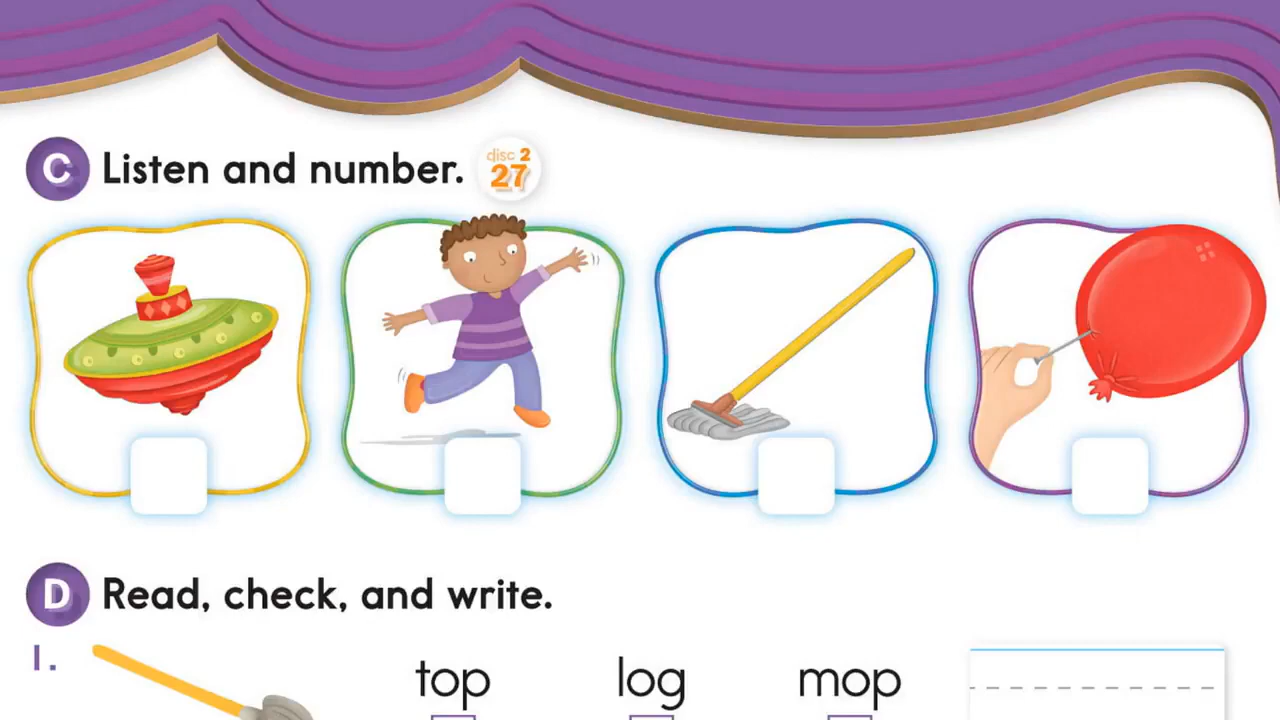 C Listen and number. disc 2 27
D Read, check, and write.
1. top log mop